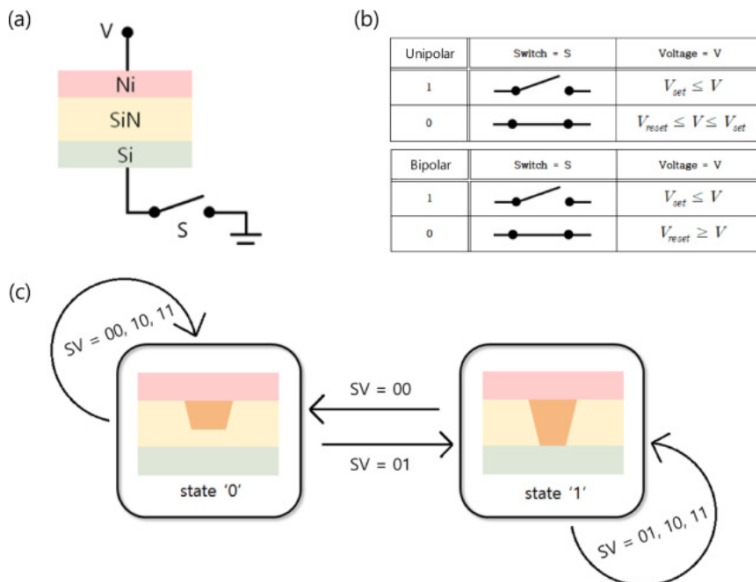 (a)
V
Ni
SiN
Si
S
(b)
Unipolar Switch = S Voltage = V
1 V_set ≤ V
0 V_reset ≤ V ≤ V_set
Bipolar Switch = S Voltage = V
1 V_set ≤ V
0 V_reset ≥ V
(c)
SV = 00, 10, 11
state ‘0’
SV = 00
SV = 01
state ‘1’
SV = 01, 10, 11